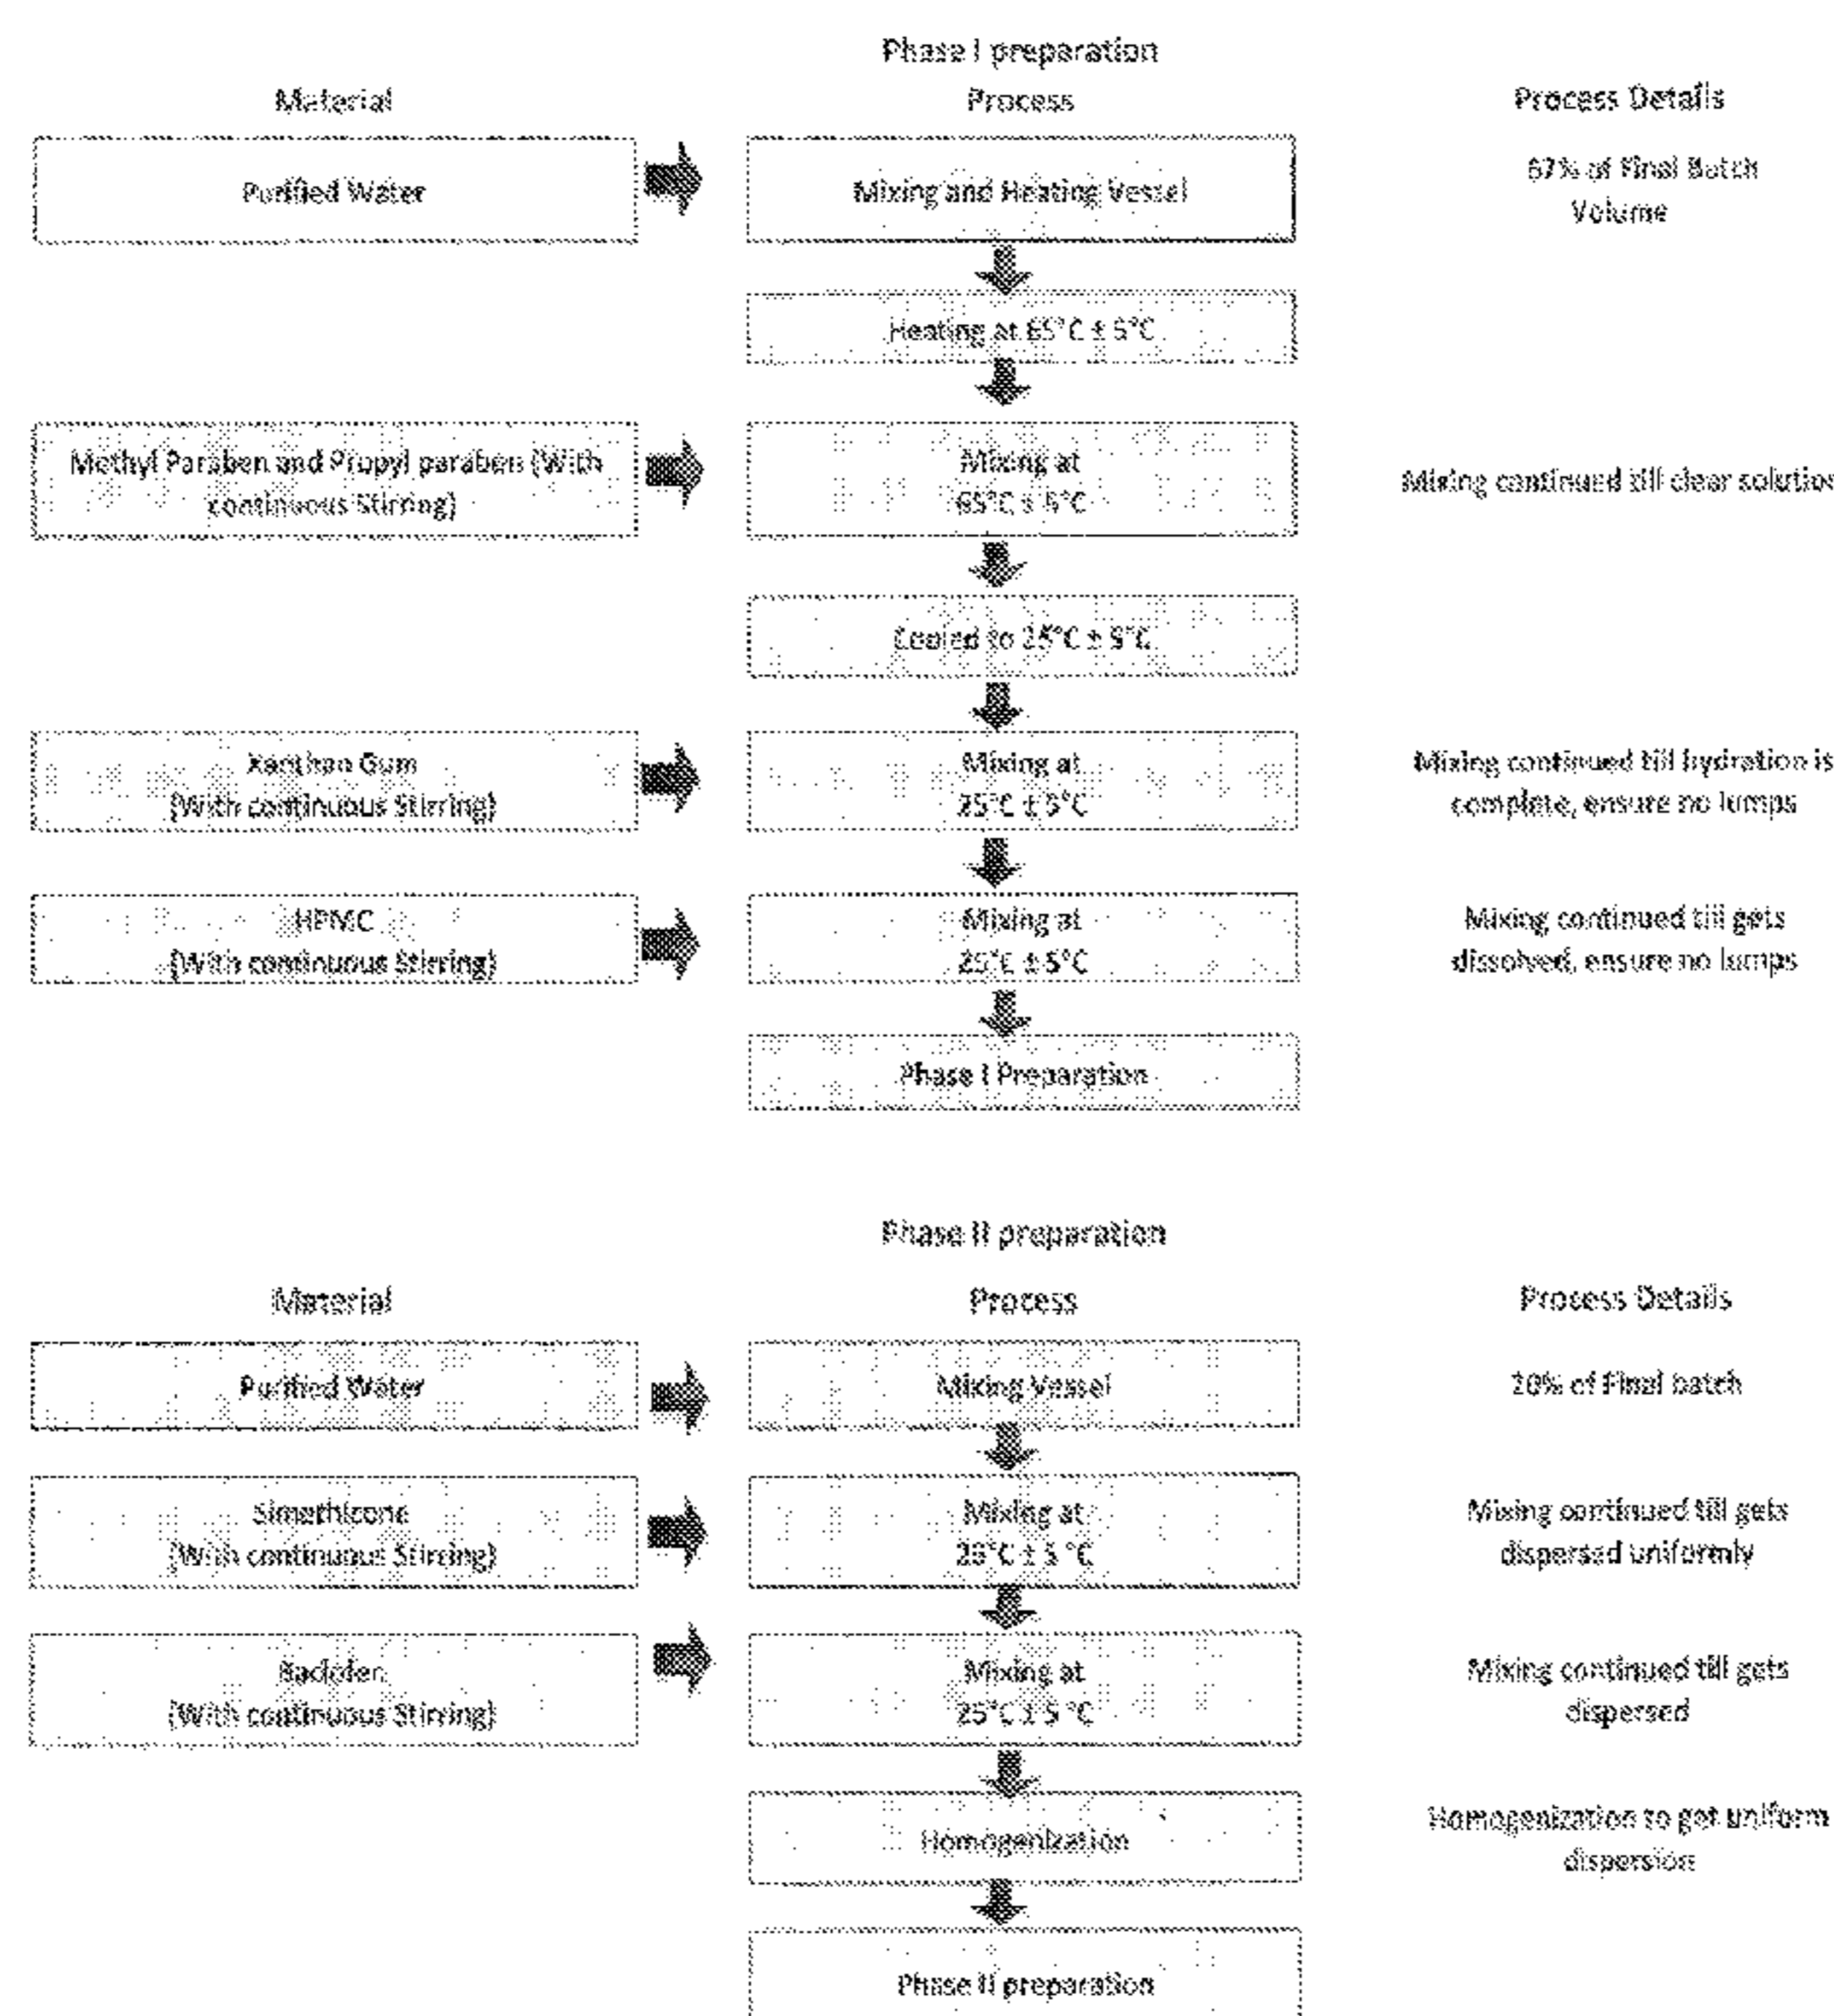 Phase I preparation
Material
Process
Process Details
Purified Water
Mixing and Heating Vessel
67% of Final Batch
Volume
Heating at 65°C ± 5°C
Methyl Paraben and Propyl paraben (With
continuous Stirring)
Mixing at
65°C ± 5°C
Mixing continued till clear solution
Cooled to 25°C ± 5°C
Xanthan Gum
(With continuous Stirring)
Mixing at
25°C ± 5°C
Mixing continued till hydration is
complete, ensure no lumps
HPMC
(With continuous Stirring)
Mixing at
25°C ± 5°C
Mixing continued till gets
dissolved, ensure no lumps
Phase I Preparation
Phase II preparation
Material
Process
Process Details
Purified Water
Mixing Vessel
20% of Final batch
Simethicone
(With continuous Stirring)
Mixing at
25°C ± 5 °C
Mixing continued till gets
dispersed uniformly
Baclofen
(With continuous Stirring)
Mixing at
25°C ± 5 °C
Mixing continued till gets
dispersed
Homogenization
Homogenization to get uniform
dispersion
Phase II preparation